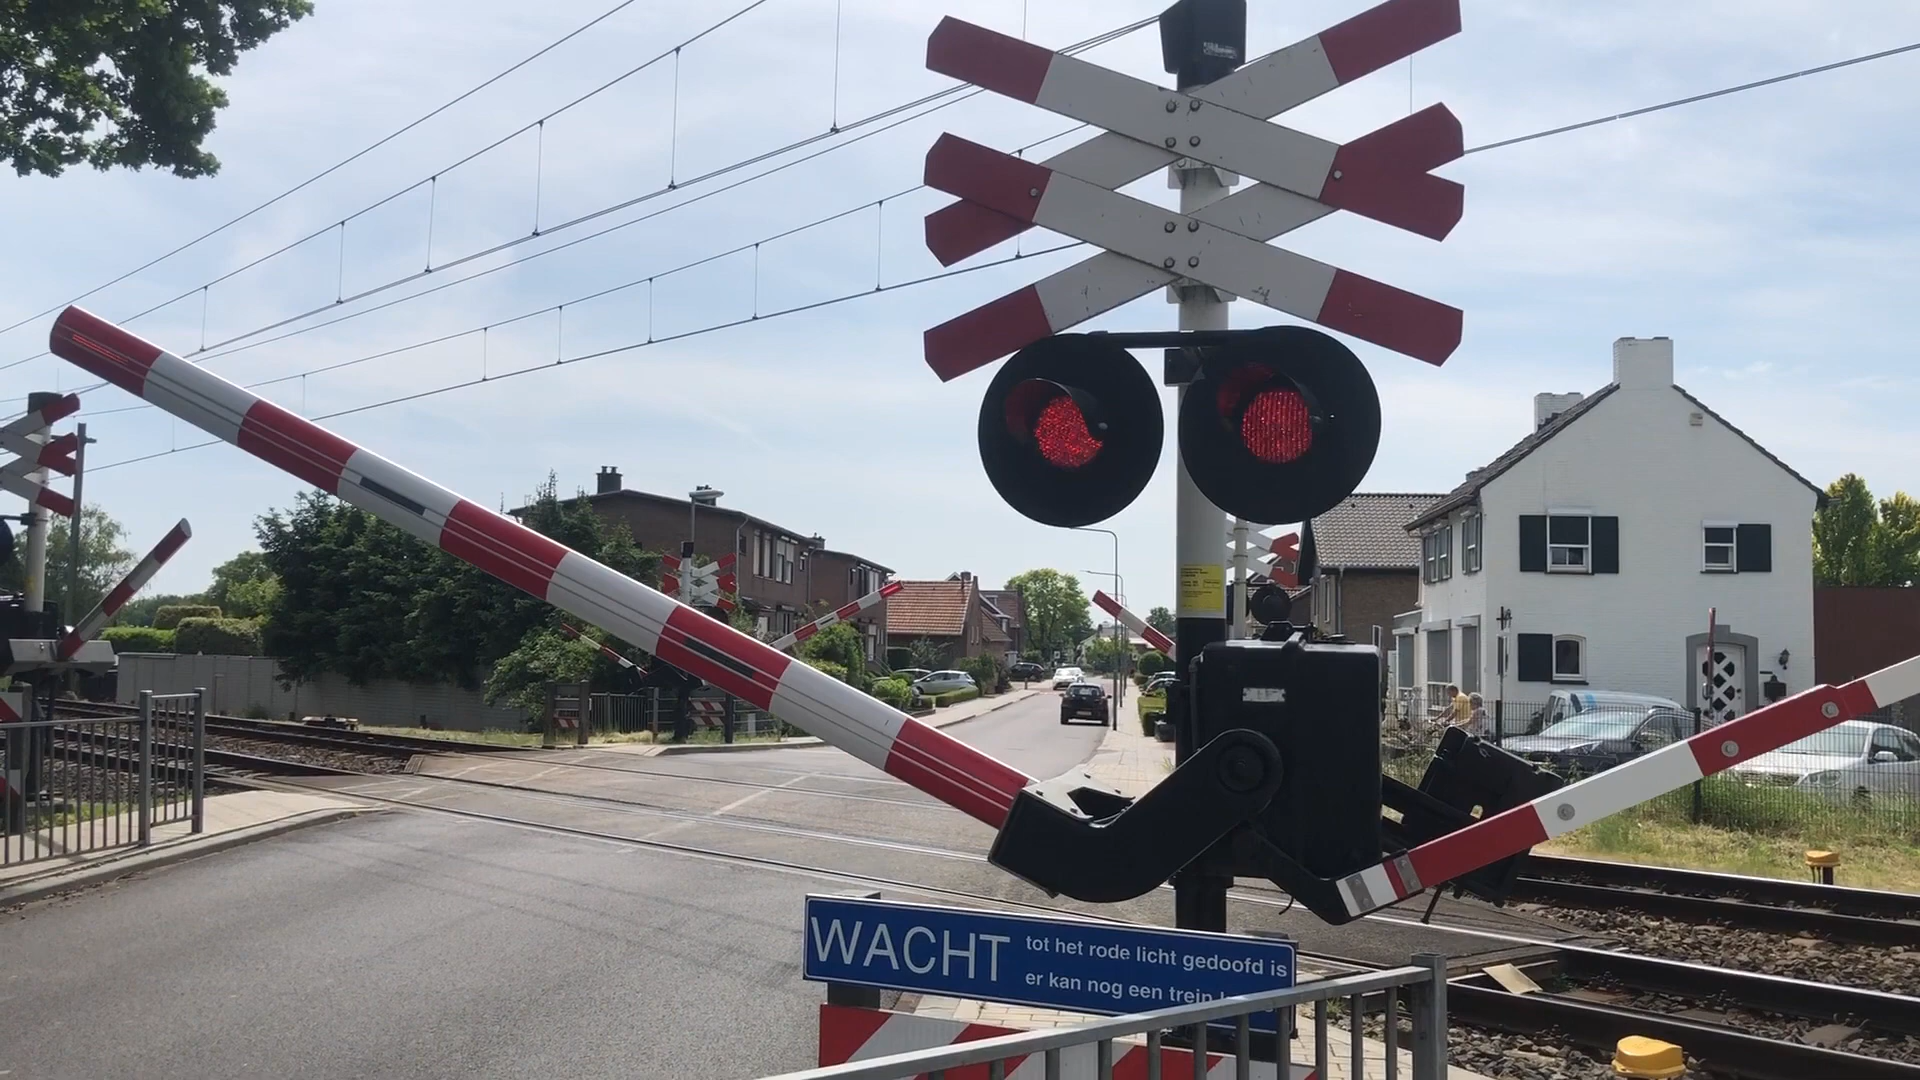 WACHT
tot het rode licht gedoofd is
er kan nog een trein